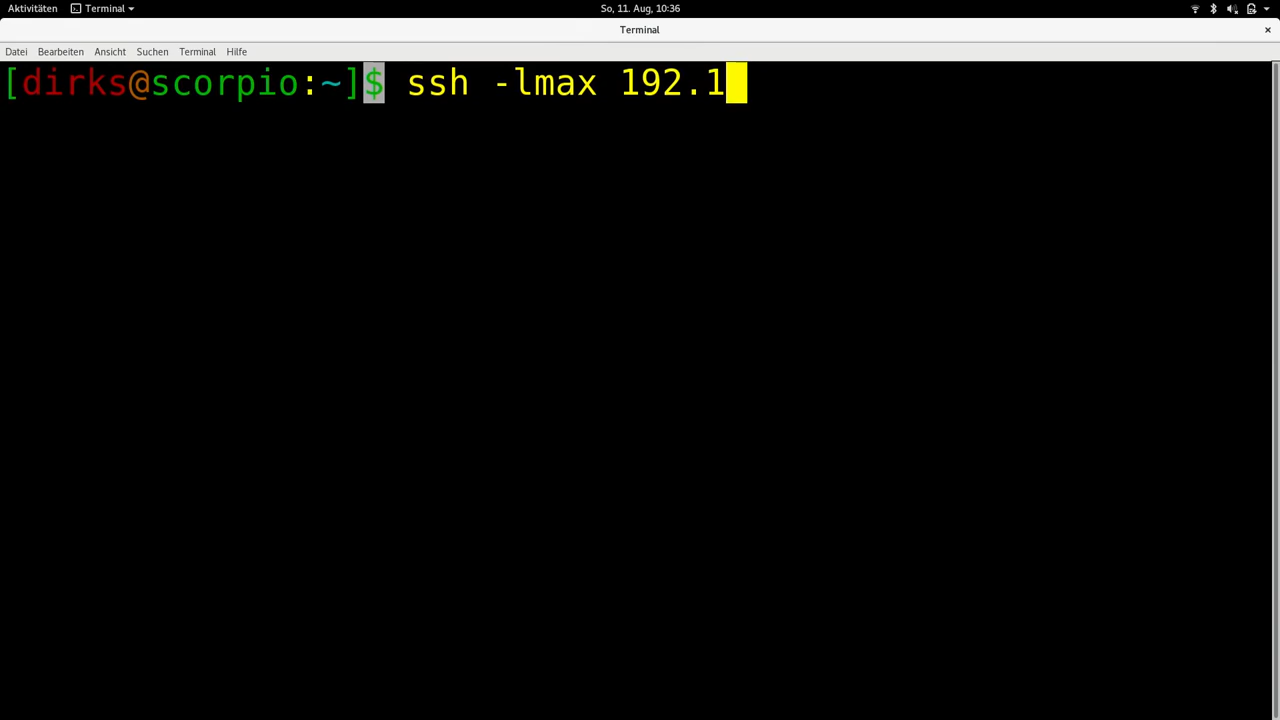 Aktivitäten Terminal So, 11. Aug, 10:36
Terminal ×
Datei Bearbeiten Ansicht Suchen Terminal Hilfe
[dirks@scorpio:~]$ ssh -lmax 192.1